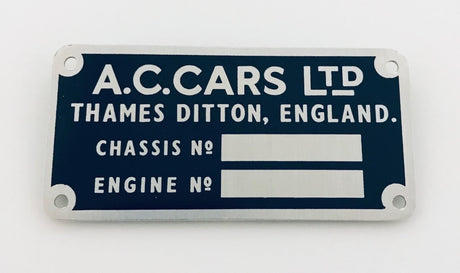 A.C.CARS LTD
THAMES DITTON, ENGLAND.
CHASSIS Nº
ENGINE Nº